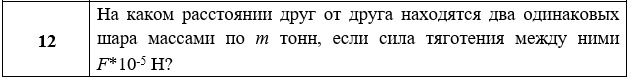 12
На каком расстоянии друг от друга находятся два одинаковых
шара массами по m тонн, если сила тяготения между ними
F*10⁻⁵ Н?